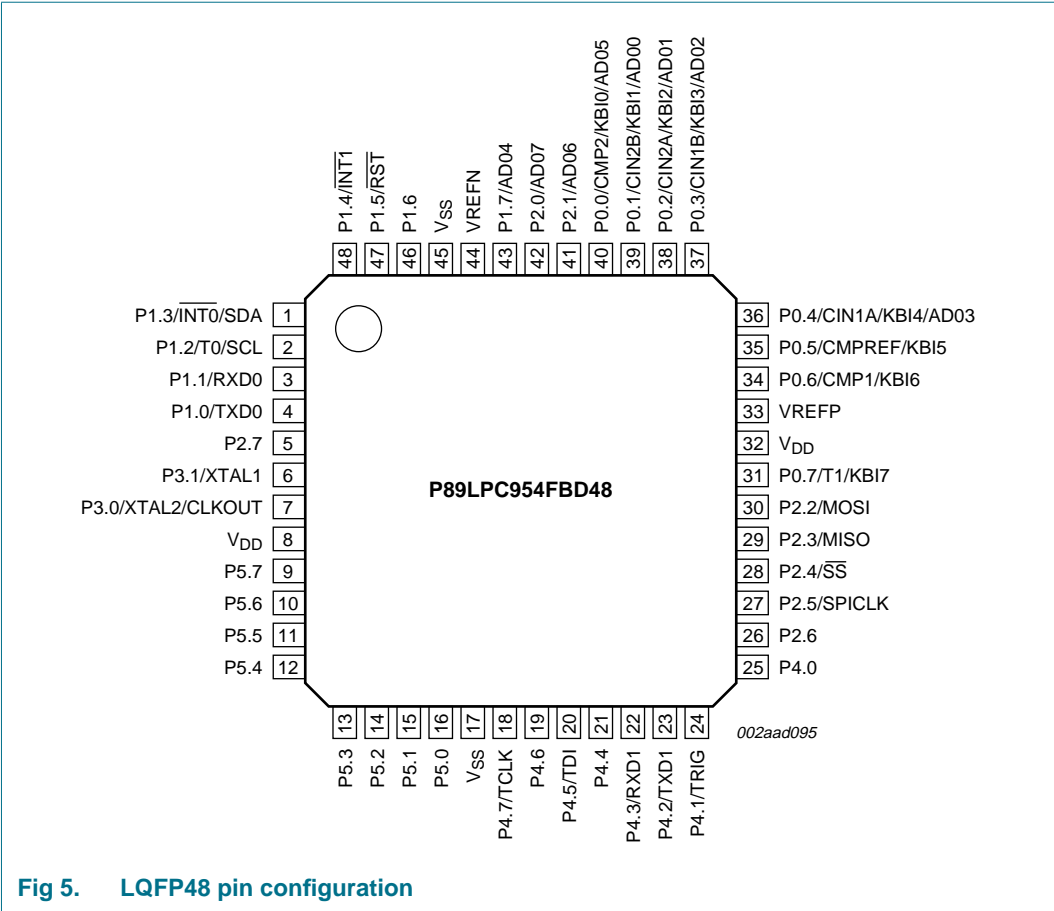 48 P1.4/INT1
47 P1.5/RST
46 P1.6
45 VSS
44 VREFN
43 P1.7/AD04
42 P2.0/AD07
41 P2.1/AD06
40 P0.0/CMP2/KBI0/AD05
39 P0.1/CIN2B/KBI1/AD00
38 P0.2/CIN2A/KBI2/AD01
37 P0.3/CIN1B/KBI3/AD02
P1.3/INT0/SDA 1
P1.2/T0/SCL 2
P1.1/RXD0 3
P1.0/TXD0 4
P2.7 5
P3.1/XTAL1 6
P3.0/XTAL2/CLKOUT 7
VDD 8
P5.7 9
P5.6 10
P5.5 11
P5.4 12
P89LPC954FBD48
36 P0.4/CIN1A/KBI4/AD03
35 P0.5/CMPREF/KBI5
34 P0.6/CMP1/KBI6
33 VREFP
32 VDD
31 P0.7/T1/KBI7
30 P2.2/MOSI
29 P2.3/MISO
28 P2.4/SS
27 P2.5/SPICLK
26 P2.6
25 P4.0
P5.3 13
P5.2 14
P5.1 15
P5.0 16
VSS 17
P4.7/TCLK 18
P4.6 19
P4.5/TDI 20
P4.4 21
P4.3/RXD1 22
P4.2/TXD1 23
P4.1/TRIG 24
002aad095
Fig 5. LQFP48 pin configuration